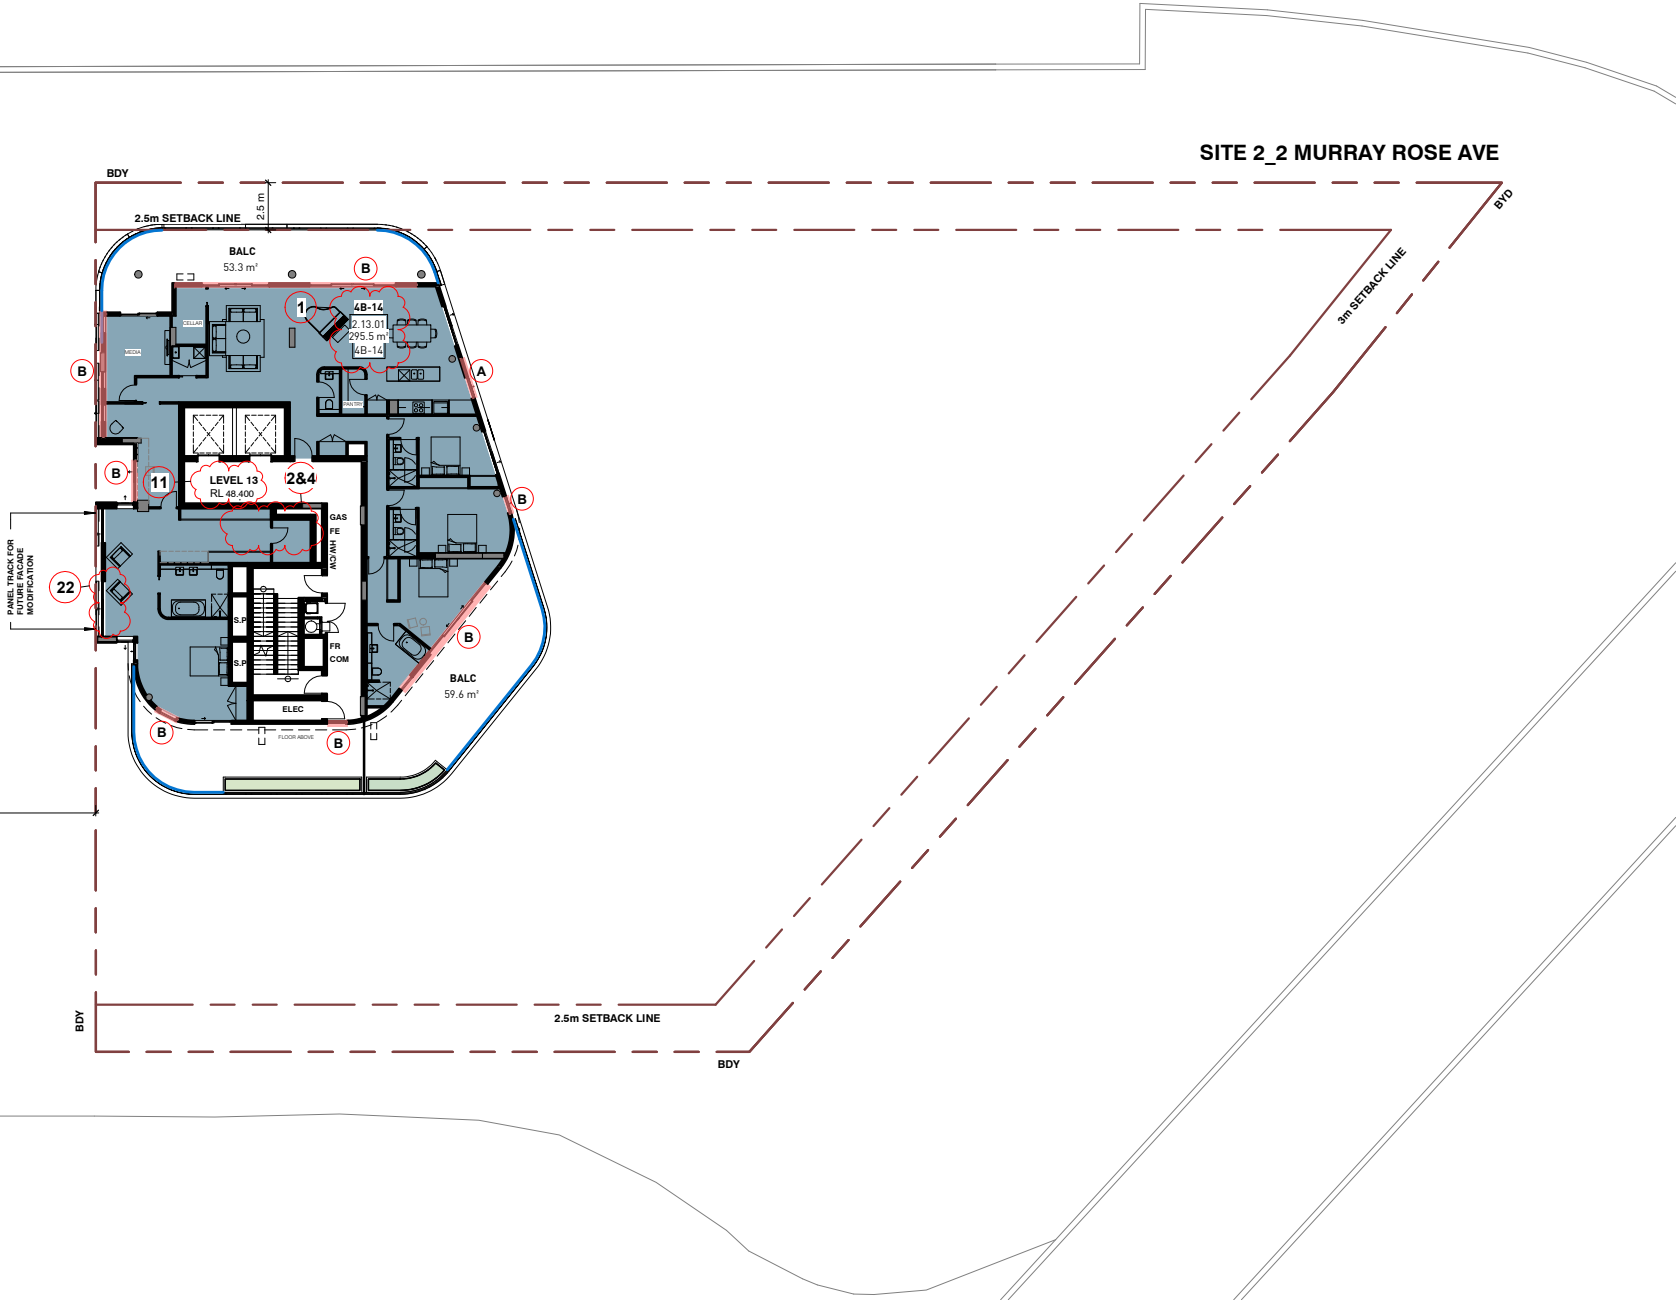 SITE 2_2 MURRAY ROSE AVE
BDY
BYD
2.5 m
2.5m SETBACK LINE
3m SETBACK LINE
BALC
53.3 m²
B
1
4B-14
2.13.01
295.5 m²
4B-14
CELLAR
MEDIA
B
A
PANTRY
B
11
LEVEL 13
RL 48.400
2&4
B
GAS
FE
HW/CW
PANEL TRACK FOR
FUTURE FACADE
MODIFICATION
22
S.P
S.P
FR
COM
B
BALC
59.6 m²
ELEC
B
FLOOR ABOVE
B
2.5m SETBACK LINE
BDY
BDY